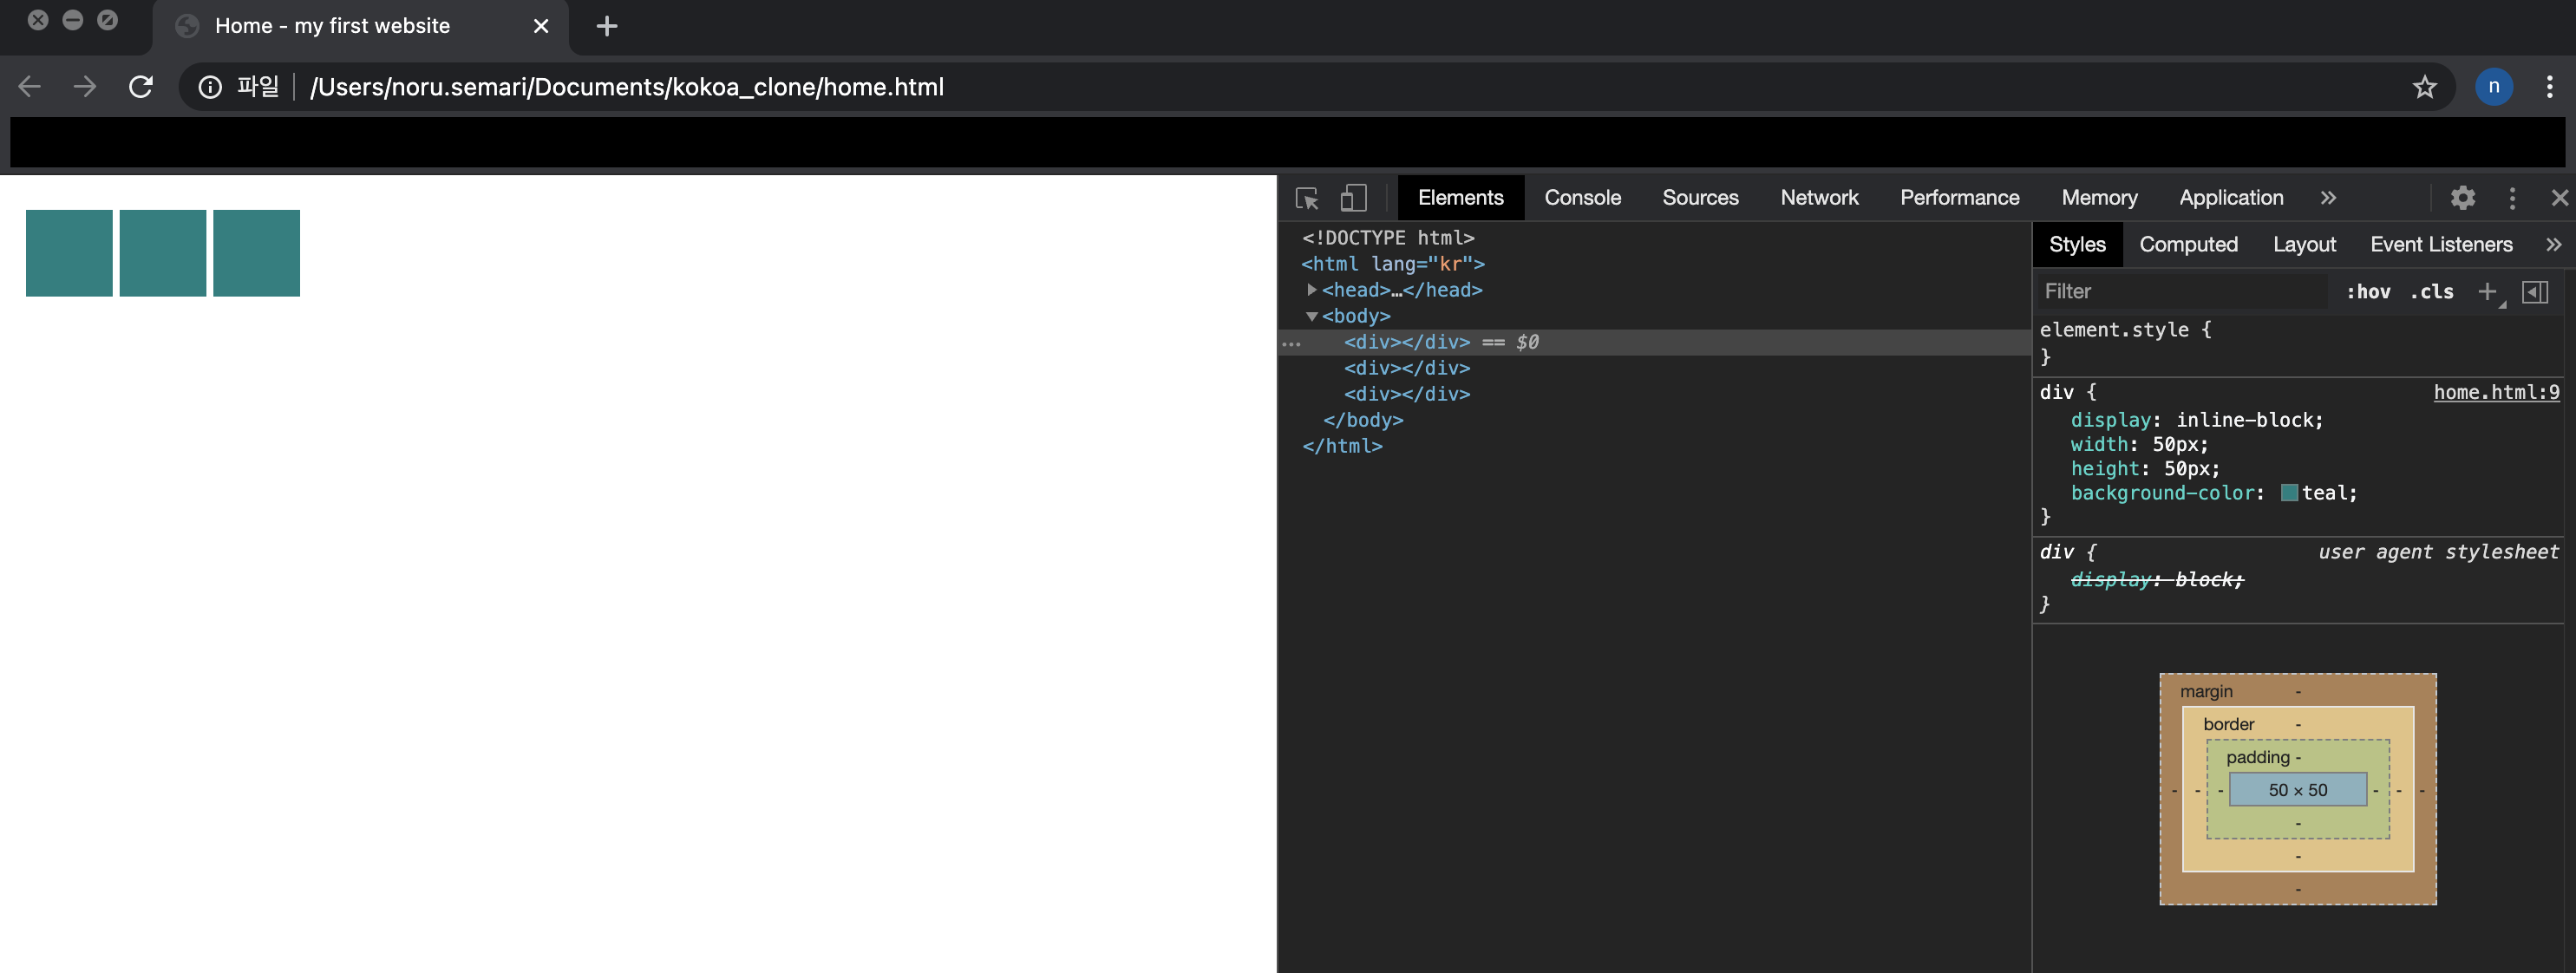 Home - my first website
파일 /Users/noru.semari/Documents/kokoa_clone/home.html
n
Elements Console Sources Network Performance Memory Application »
<!DOCTYPE html>
<html lang="kr">
<head>…</head>
<body>
… <div></div> == $0
<div></div>
<div></div>
</body>
</html>
Styles Computed Layout Event Listeners »
Filter :hov .cls +
element.style {
}
div { home.html:9
display: inline-block;
width: 50px;
height: 50px;
background-color: teal;
}
div { user agent stylesheet
display: block;
}
margin -
border -
padding -
- - - 50 × 50 - - -
-
-
-